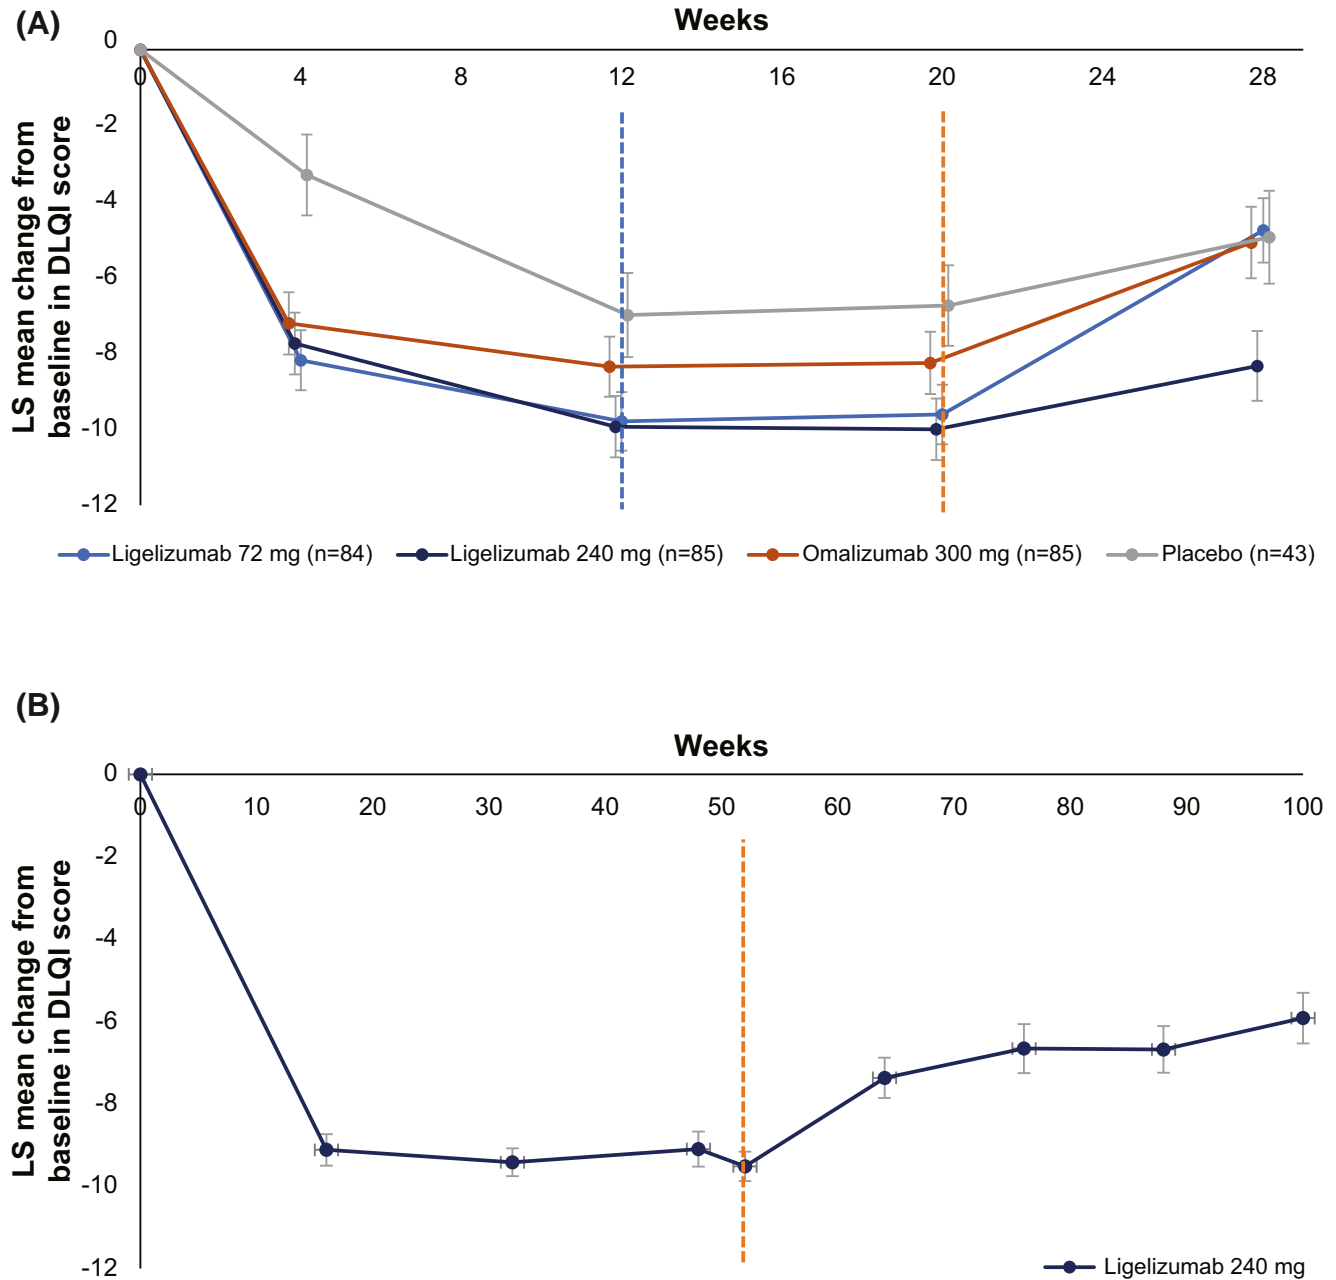 (A)
Weeks
0
0 4 8 12 16 20 24 28
-2
-4
-6
-8
-10
-12
LS mean change from
baseline in DLQI score
Ligelizumab 72 mg (n=84) Ligelizumab 240 mg (n=85) Omalizumab 300 mg (n=85) Placebo (n=43)
(B)
Weeks
0
0 10 20 30 40 50 60 70 80 90 100
-2
-4
-6
-8
-10
-12
LS mean change from
baseline in DLQI score
Ligelizumab 240 mg